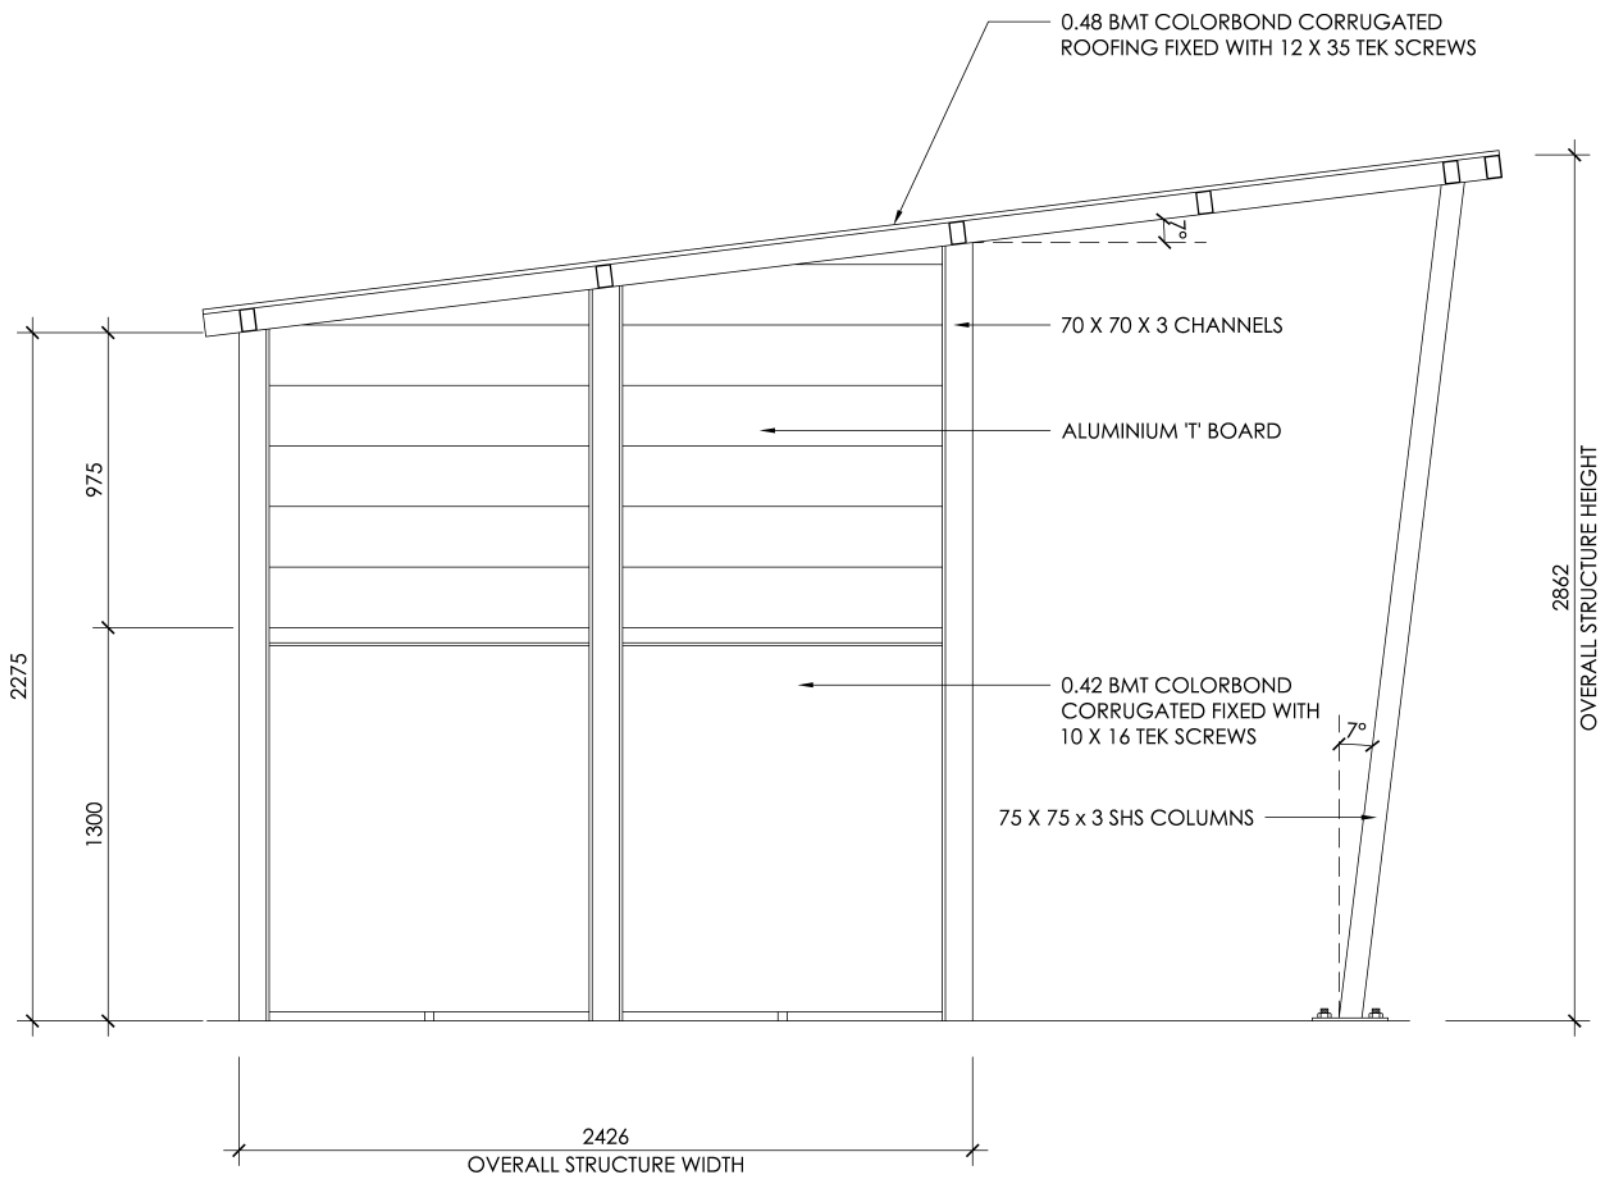 0.48 BMT COLORBOND CORRUGATED
ROOFING FIXED WITH 12 X 35 TEK SCREWS
7°
70 X 70 X 3 CHANNELS
ALUMINIUM 'T' BOARD
975
2275
1300
0.42 BMT COLORBOND
CORRUGATED FIXED WITH
10 X 16 TEK SCREWS
7°
75 X 75 x 3 SHS COLUMNS
2862
OVERALL STRUCTURE HEIGHT
2426
OVERALL STRUCTURE WIDTH